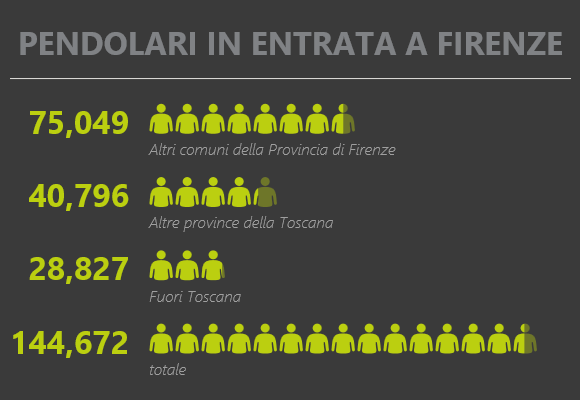 PENDOLARI IN ENTRATA A FIRENZE
75,049
Altri comuni della Provincia di Firenze
40,796
Altre province della Toscana
28,827
Fuori Toscana
144,672
totale